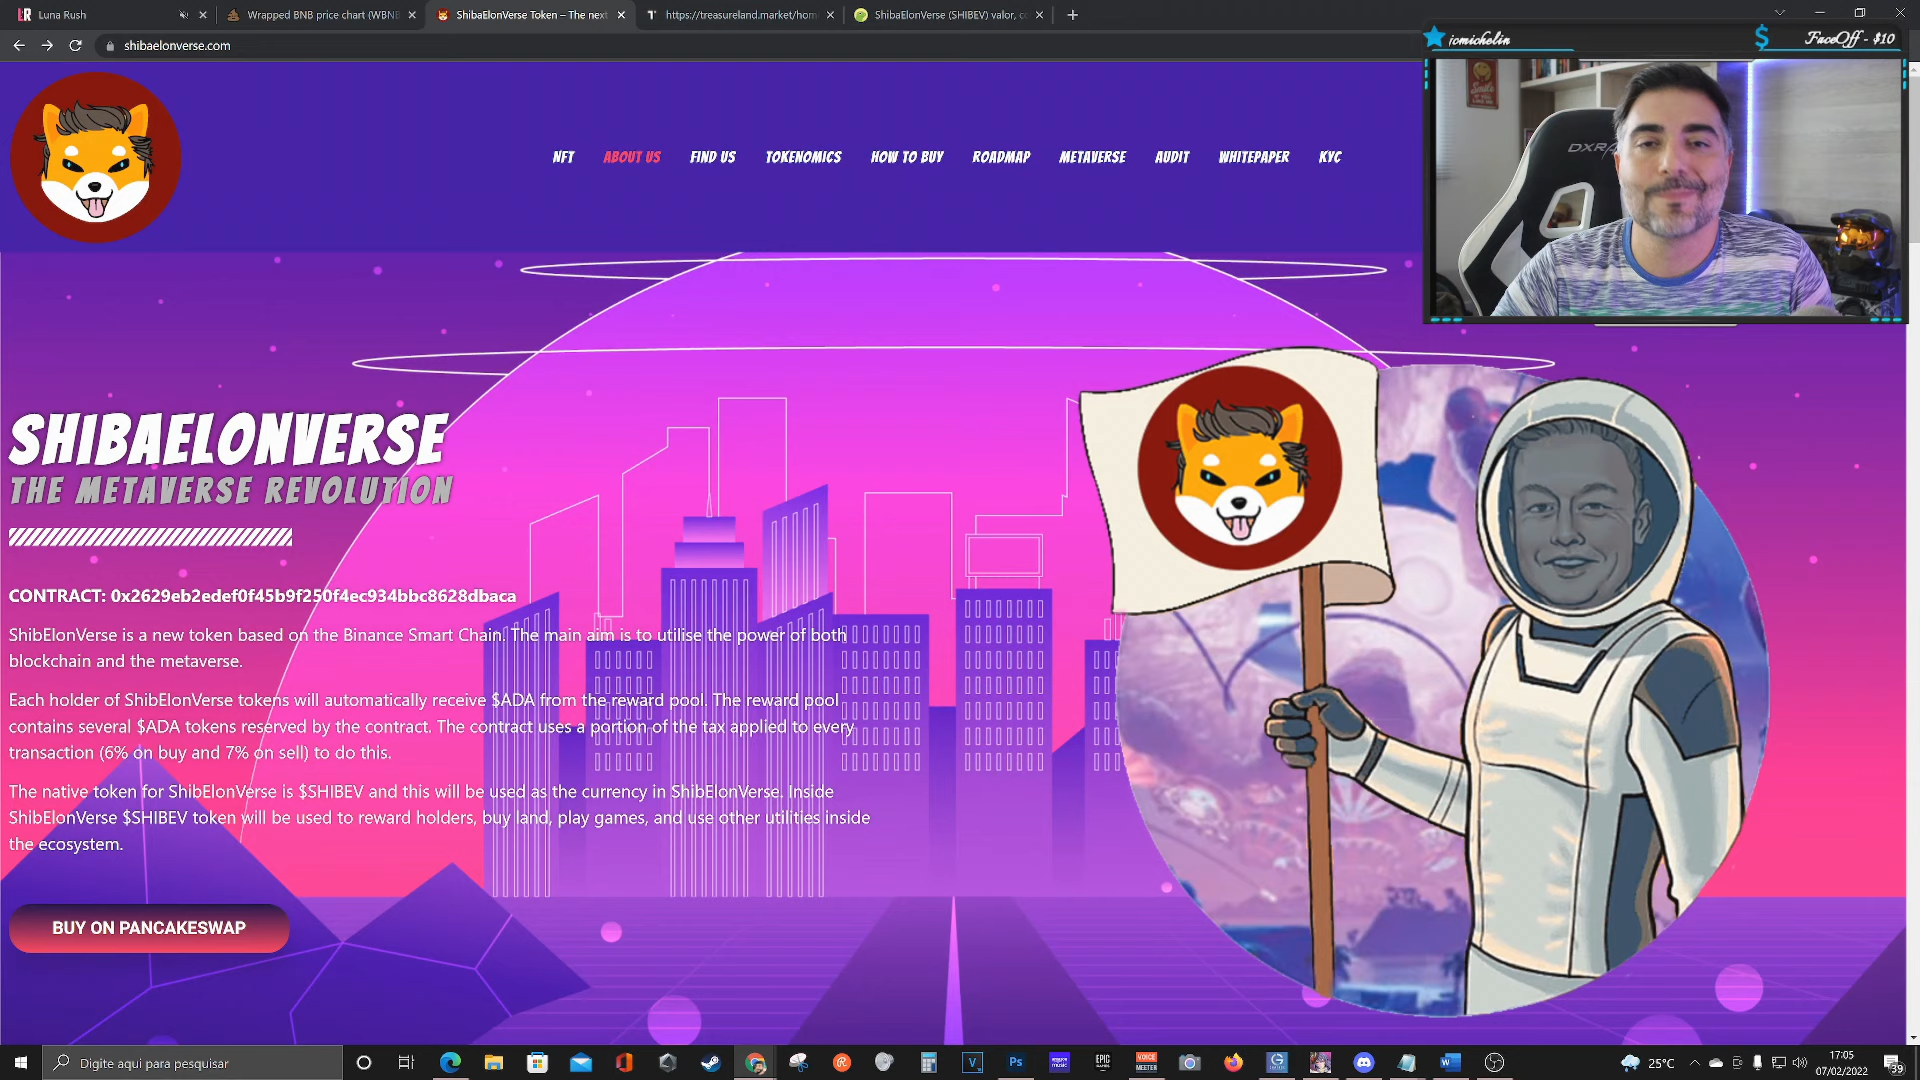 Luna Rush
Wrapped BNB price chart (WBNB
ShibaElonVerse Token – The next
https://treasureland.market/hom
ShibaElonVerse (SHIBEV) valor, c
shibaelonverse.com
icmichelin
FaceOff - $10
Smile
DXRA
NFT
ABOUT US
FIND US
TOKENOMICS
HOW TO BUY
ROADMAP
METAVERSE
AUDIT
WHITEPAPER
KYC
SHIBAELONVERSE
THE METAVERSE REVOLUTION
CONTRACT: 0x2629eb2edef0f45b9f250f4ec934bbc8628dbaca
ShibElonVerse is a new token based on the Binance Smart Chain. The main aim is to utilise the power of both
blockchain and the metaverse.
Each holder of ShibElonVerse tokens will automatically receive $ADA from the reward pool. The reward pool
contains several $ADA tokens reserved by the contract. The contract uses a portion of the tax applied to every
transaction (6% on buy and 7% on sell) to do this.
The native token for ShibElonVerse is $SHIBEV and this will be used as the currency in ShibElonVerse. Inside
ShibElonVerse $SHIBEV token will be used to reward holders, buy land, play games, and use other utilities inside
the ecosystem.
BUY ON PANCAKESWAP
Digite aqui para pesquisar
25°C
17:05
07/02/2022
39